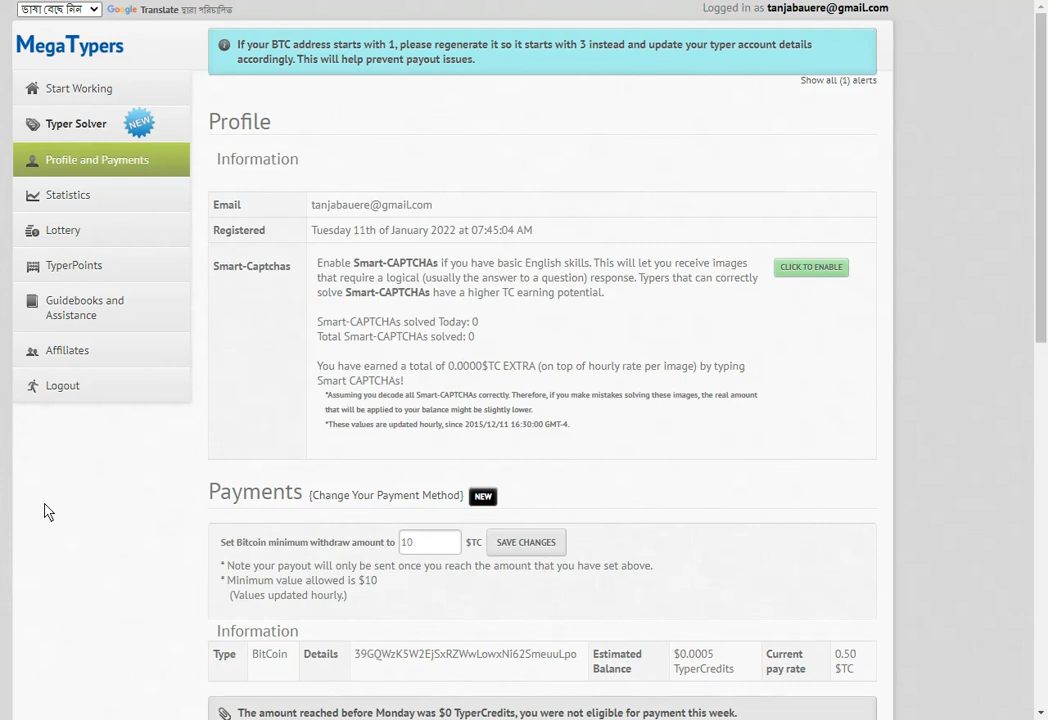 ভাষা বেছে নিন
Google Translate দ্বারা পরিচালিত
Logged in as tanjabauere@gmail.com
MegaTypers
If your BTC address starts with 1, please regenerate it so it starts with 3 instead and update your typer account details
accordingly. This will help prevent payout issues.
Show all (1) alerts
Start Working
Typer Solver NEW
Profile and Payments
Statistics
Lottery
TyperPoints
Guidebooks and
Assistance
Affiliates
Logout
Profile
Information
Email tanjabauere@gmail.com
Registered Tuesday 11th of January 2022 at 07:45:04 AM
Smart-Captchas Enable Smart-CAPTCHAs if you have basic English skills. This will let you receive images CLICK TO ENABLE
that require a logical (usually the answer to a question) response. Typers that can correctly
solve Smart-CAPTCHAs have a higher TC earning potential.
Smart-CAPTCHAs solved Today: 0
Total Smart-CAPTCHAs solved: 0
You have earned a total of 0.0000$TC EXTRA (on top of hourly rate per image) by typing
Smart CAPTCHAs!
*Assuming you decode all Smart-CAPTCHAs correctly. Therefore, if you make mistakes solving these images, the real amount
that will be applied to your balance might be slightly lower.
*These values are updated hourly, since 2015/12/11 16:30:00 GMT-4.
Payments {Change Your Payment Method} NEW
Set Bitcoin minimum withdraw amount to 10 $TC SAVE CHANGES
* Note your payout will only be sent once you reach the amount that you have set above.
* Minimum value allowed is $10
(Values updated hourly.)
Information
Type BitCoin Details 39GQWzK5W2EjSxRZWwLowxNi62SmeuuLpo Estimated Balance $0.0005 TyperCredits Current pay rate 0.50 $TC
The amount reached before Monday was $0 TyperCredits, you were not eligible for payment this week.